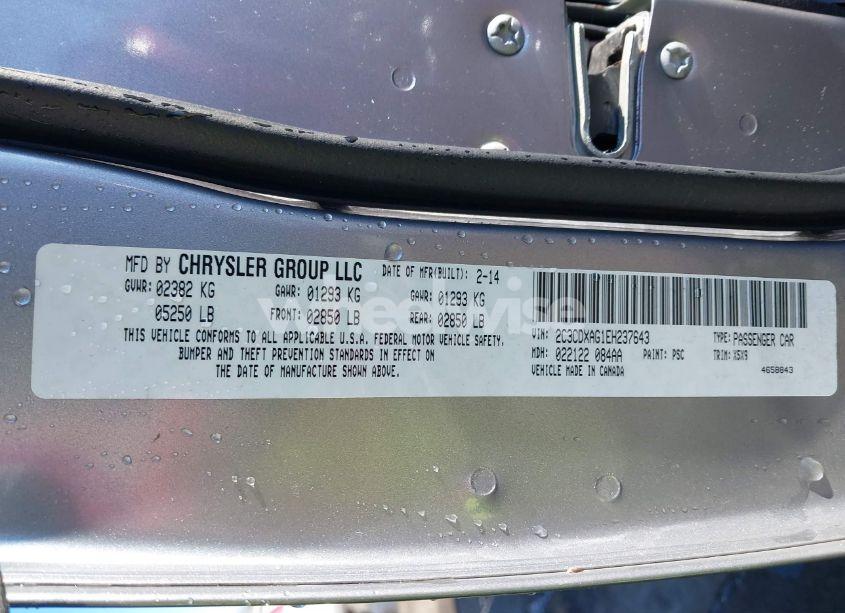 MFD BY CHRYSLER GROUP LLC DATE OF MFR(BUILT): 2-14
GVWR: 02382 KG GAWR: 01293 KG GAWR: 01293 KG
05250 LB FRONT: 02850 LB REAR: 02850 LB
THIS VEHICLE CONFORMS TO ALL APPLICABLE U.S.A. FEDERAL MOTOR VEHICLE SAFETY,
BUMPER AND THEFT PREVENTION STANDARDS IN EFFECT ON
THE DATE OF MANUFACTURE SHOWN ABOVE.
VIN: 2C3CDXAG1EH237643 TYPE: PASSENGER CAR
MDH: 022122 084AA PAINT: PSC TRIM: X5X9
VEHICLE MADE IN CANADA 4658843